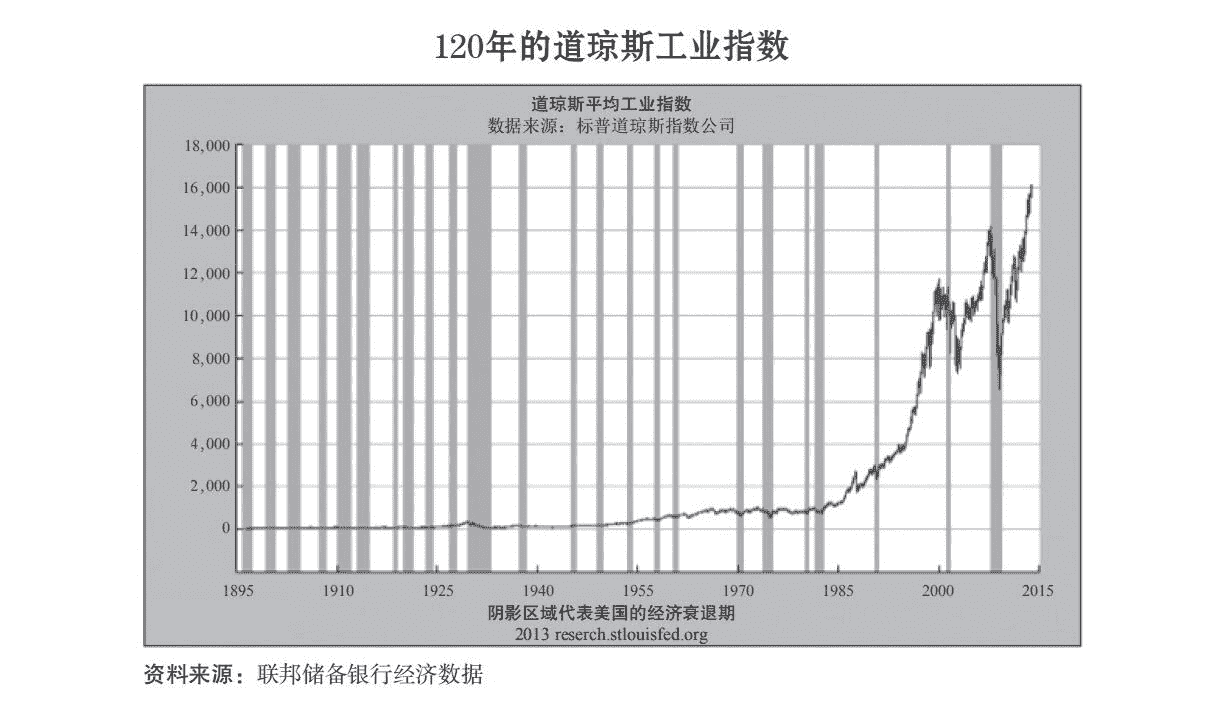 120年的道琼斯工业指数
道琼斯平均工业指数
数据来源：标普道琼斯指数公司
18,000
16,000
14,000
12,000
10,000
8,000
6,000
4,000
2,000
0
1895 1910 1925 1940 1955 1970 1985 2000 2015
阴影区域代表美国的经济衰退期
2013 reserch.stlouisfed.org
资料来源：联邦储备银行经济数据